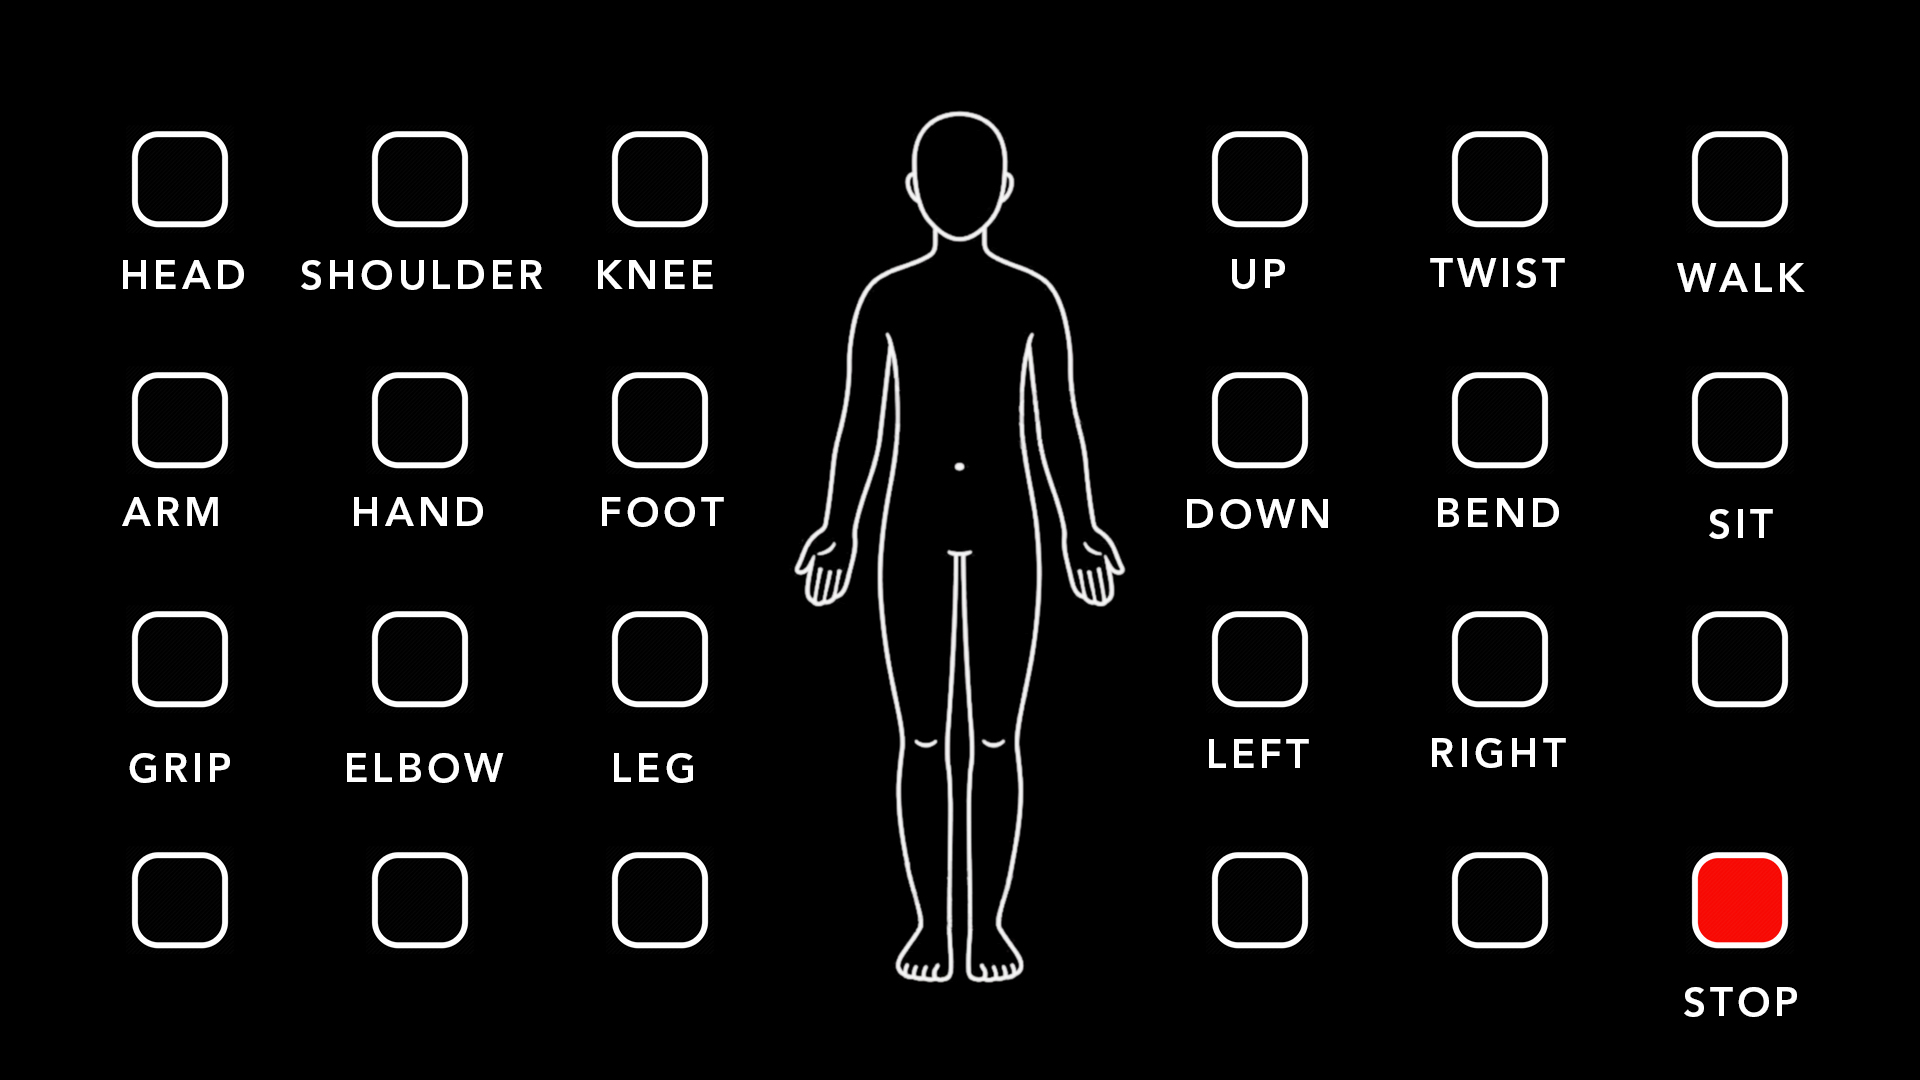 HEAD SHOULDER KNEE UP TWIST WALK
ARM HAND FOOT DOWN BEND SIT
GRIP ELBOW LEG LEFT RIGHT
STOP